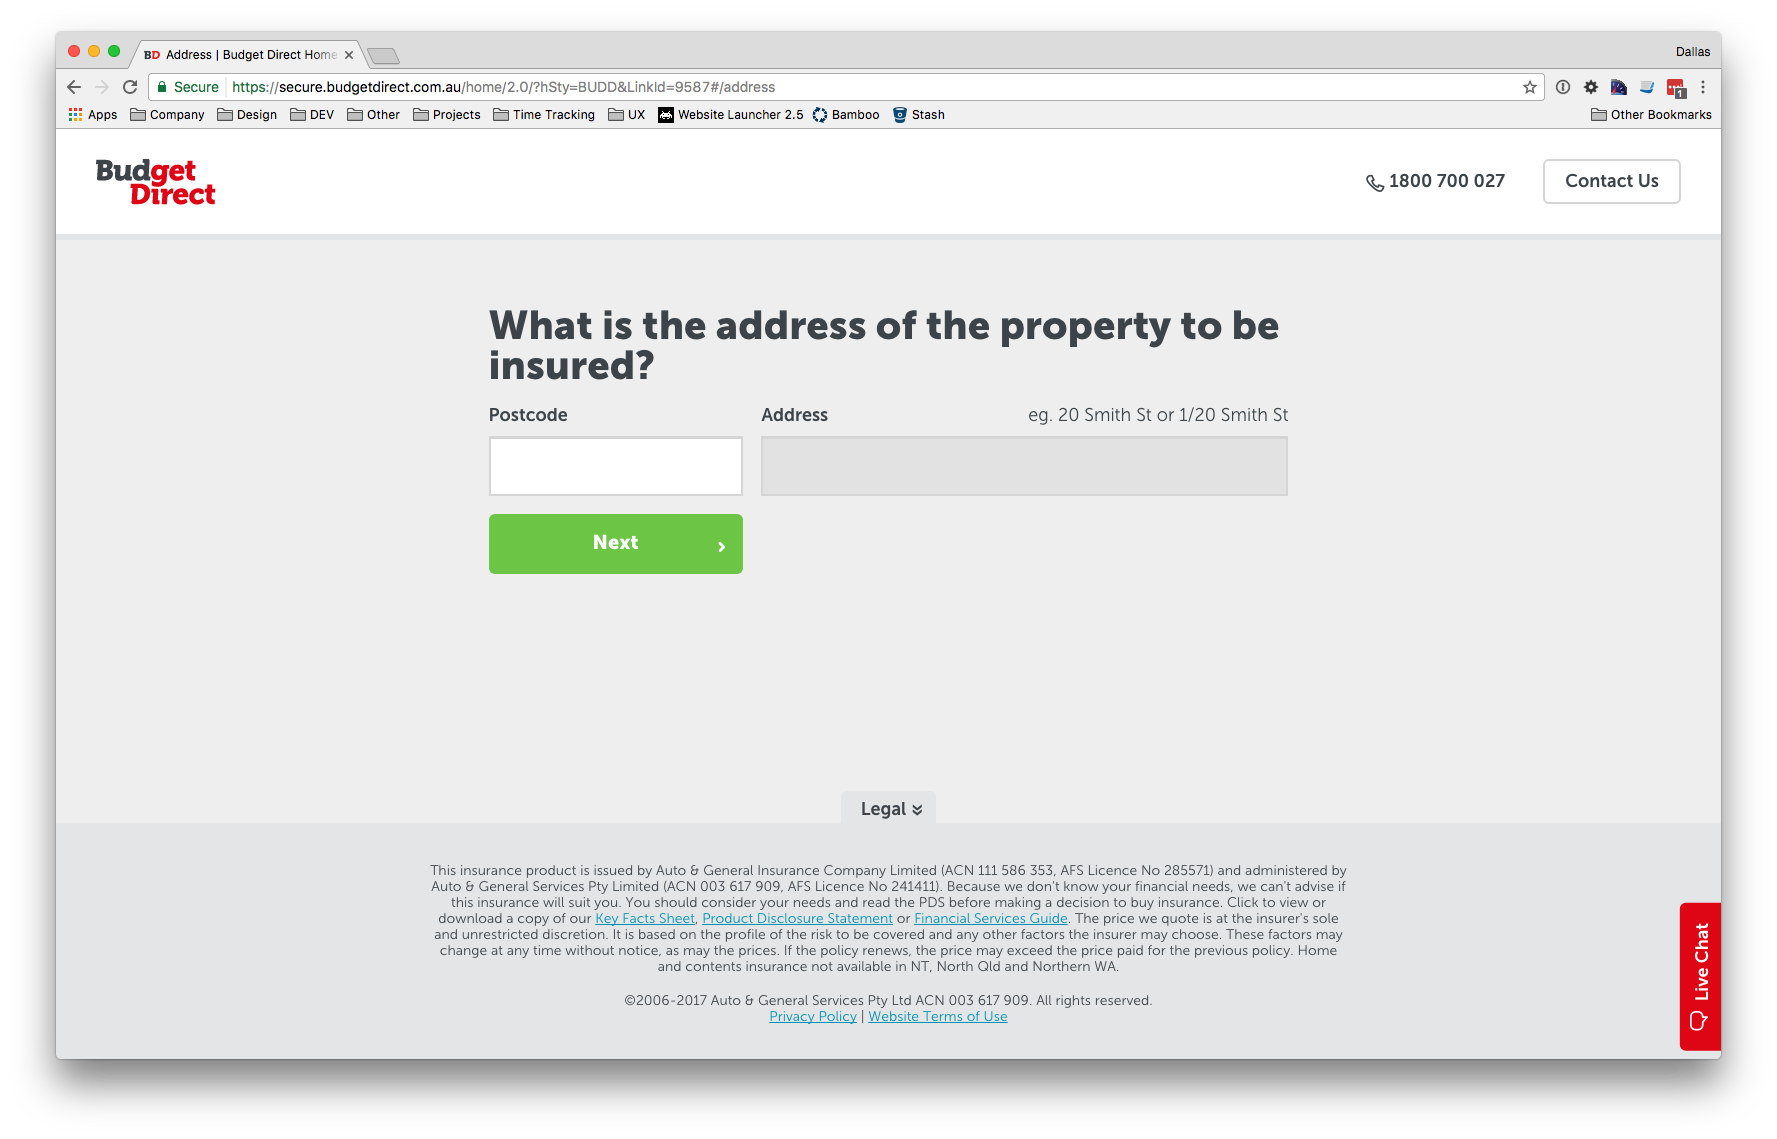 BD Address | Budget Direct Home
Dallas
Secure https://secure.budgetdirect.com.au/home/2.0/?hSty=BUDD&LinkId=9587#/address
1
Apps Company Design DEV Other Projects Time Tracking UX Website Launcher 2.5 Bamboo Stash Other Bookmarks
Budget
Direct
1800 700 027
Contact Us
What is the address of the property to be
insured?
Postcode Address eg. 20 Smith St or 1/20 Smith St
Next
Legal
This insurance product is issued by Auto & General Insurance Company Limited (ACN 111 586 353, AFS Licence No 285571) and administered by
Auto & General Services Pty Limited (ACN 003 617 909, AFS Licence No 241411). Because we don't know your financial needs, we can't advise if
this insurance will suit you. You should consider your needs and read the PDS before making a decision to buy insurance. Click to view or
download a copy of our Key Facts Sheet, Product Disclosure Statement or Financial Services Guide. The price we quote is at the insurer's sole
and unrestricted discretion. It is based on the profile of the risk to be covered and any other factors the insurer may choose. These factors may
change at any time without notice, as may the prices. If the policy renews, the price may exceed the price paid for the previous policy. Home
and contents insurance not available in NT, North Qld and Northern WA.
©2006-2017 Auto & General Services Pty Ltd ACN 003 617 909. All rights reserved.
Privacy Policy | Website Terms of Use
Live Chat